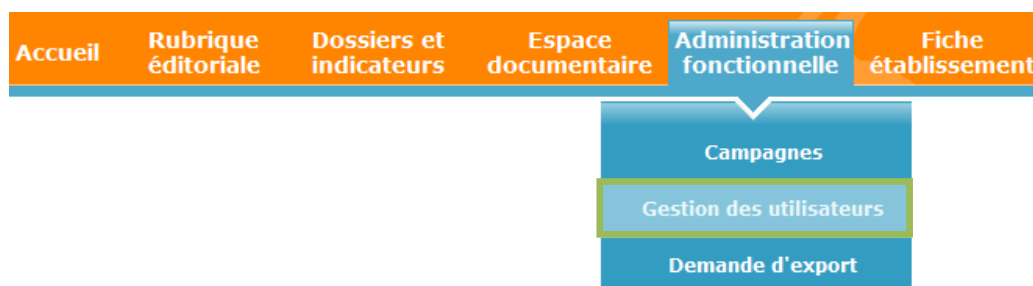 Accueil
Rubrique
éditoriale
Dossiers et
indicateurs
Espace
documentaire
Administration
fonctionnelle
Fiche
établissement
Campagnes
Gestion des utilisateurs
Demande d'export